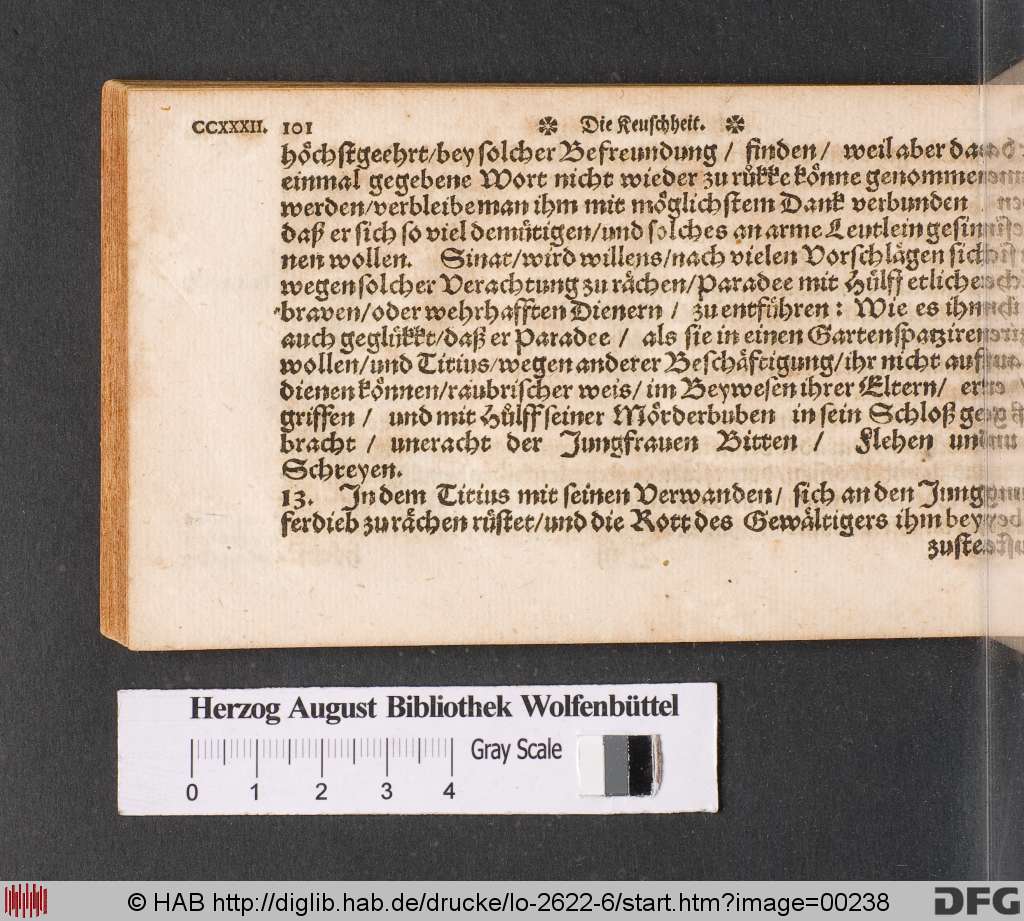 CCXXXII. 101 Die Keuschheit.
höchstgeehrt/bey solcher Befreundung / finden / weil aber das
einmal gegebene Wort nicht wieder zu růkke könne genommen
werden/verbleibe man ihm mit möglichstem Dank verbunden
daß er sich so viel demütigen/und solches an arme Leutlein gesin
nen wollen. Sinat/wird willens/nach vielen Vorschlägen sich
wegen solcher Verachtung zu rächen/Paradee mit Hülff etliche
braven/oder wehrhafften Dienern / zu entführen: Wie es ihn
auch geglükkt/daß er Paradee / als sie in einen Garten spatziren
wollen/und Titius/wegen anderer Beschäftigung/ihr nicht auf
dienen können/raubrischer weis/im Beywesen ihrer Eltern/ er
griffen / und mit Hülff seiner Mörderbuben in sein Schloß ge
bracht / uneracht der Jungfrauen Bitten / Flehen und
Schreyen.
13. In dem Titius mit seinen Verwanden/ sich an den Jung
ferdieb zu rächen rüstet/und die Rott des Gewältigers ihm bey
zuste
Herzog August Bibliothek Wolfenbüttel
Gray Scale
0 1 2 3 4
© HAB http://diglib.hab.de/drucke/lo-2622-6/start.htm?image=00238
DFG